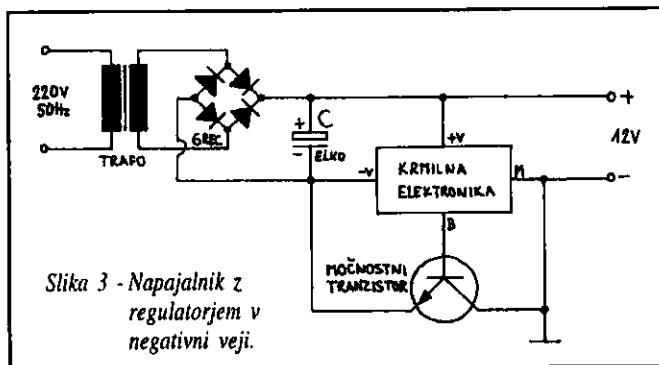 220V
50Hz
TRAFO
GREC
+ C
- ELKO
+V
-V
KRMILNA
ELEKTRONIKA
M
B
+
12V
-
MOČNOSTNI
TRANZISTOR
Slika 3 - Napajalnik z
regulatorjem v
negativni veji.